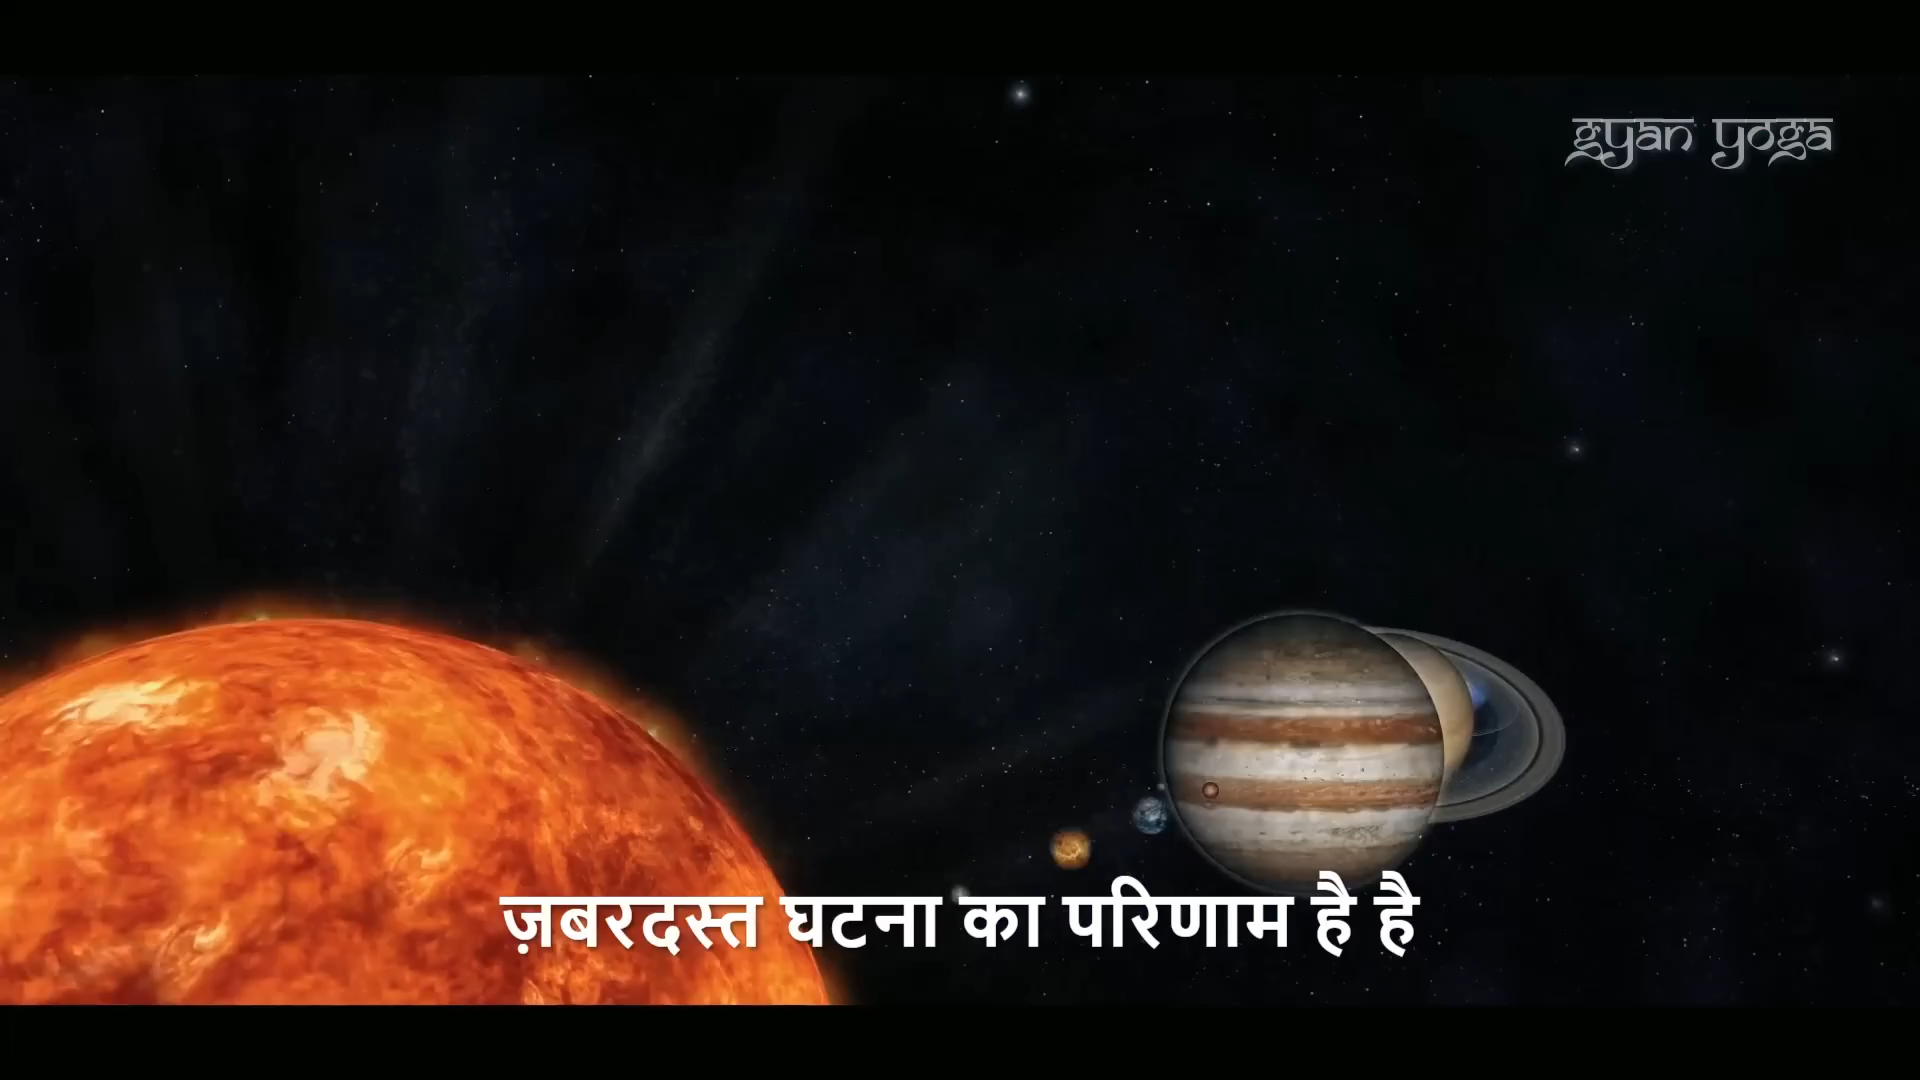 gyan yoga
ज़बरदस्त घटना का परिणाम है है